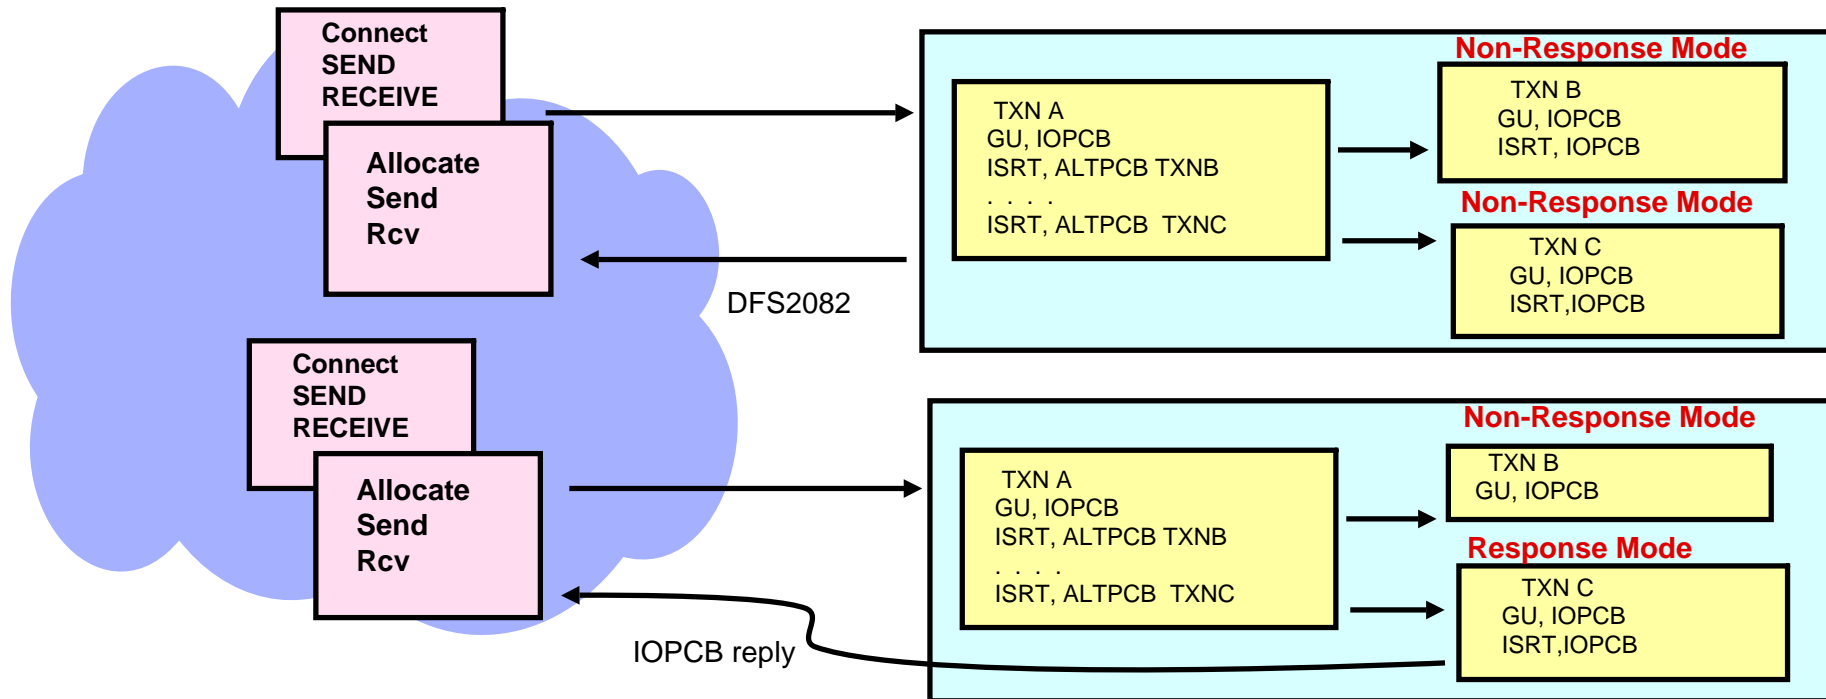 Connect
SEND
RECEIVE
Allocate
Send
Rcv
DFS2082
TXN A
GU, IOPCB
ISRT, ALTPCB TXNB
. . . .
ISRT, ALTPCB TXNC
Non-Response Mode
TXN B
GU, IOPCB
ISRT, IOPCB
Non-Response Mode
TXN C
GU, IOPCB
ISRT,IOPCB
Connect
SEND
RECEIVE
Allocate
Send
Rcv
IOPCB reply
TXN A
GU, IOPCB
ISRT, ALTPCB TXNB
. . . .
ISRT, ALTPCB TXNC
Non-Response Mode
TXN B
GU, IOPCB
Response Mode
TXN C
GU, IOPCB
ISRT,IOPCB